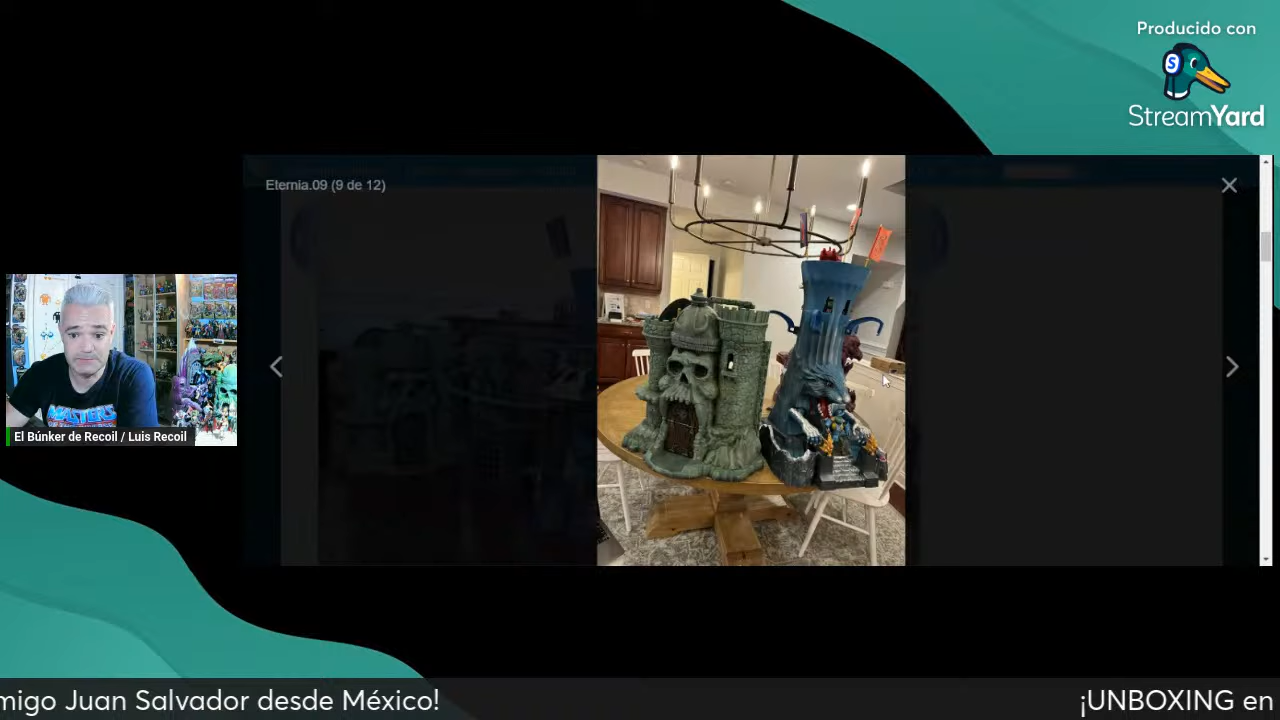 Producido con
StreamYard
Eternia.09 (9 de 12)
MASTERS
El Búnker de Recoil / Luis Recoil
migo Juan Salvador desde México!
¡UNBOXING en